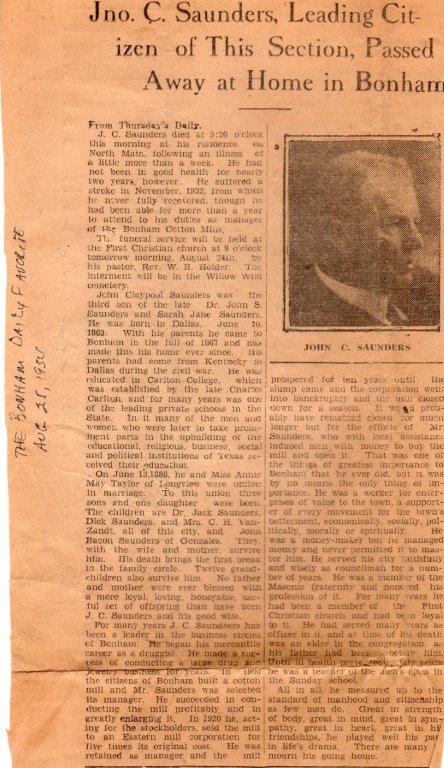 Jno. C. Saunders, Leading Cit-
izen of This Section, Passed
Away at Home in Bonham
From Thursday's Daily.
J. C. Saunders died at 5:20 o'clock
this morning at his residence on
North Main, following an illness of
a little more than a week. He had
not been in good health for nearly
two years, however. He suffered a
stroke in November, 1932, from which
he never fully recovered, though he
had been able for more than a year
to attend to his duties as manager
of the Bonham Cotton Mills.
The funeral service will be held at
the First Christian church at 9 o'clock
tomorrow morning, August 24th, by
his pastor, Rev. W. R. Holder. The
interment will be in the Willow Wild
cemetery.
John Claypool Saunders was the
third son of the late Dr. John S.
Saunders and Sarah Jane Saunders.
He was born in Dallas, June 10,
1863. With his parents he came to
Bonham in the fall of 1867 and has
made this his home ever since. His
parents had come from Kentucky to
Dallas during the civil war. He was
educated in Carlton College, which
was established by the late Charles
Carlton, and for many years was one
of the leading private schools in the
State. In it many of the men and
women who were later to take prom-
inent parts in the upbuilding of the
educational, religious, business, social
and political institutions of Texas re-
ceived their education.
On June 13, 1886, he and Miss Annie
May Taylor of Longview were united
in marriage. To this union three
sons and one daughter were born.
The children are Dr. Jack Saunders,
Dick Saunders, and Mrs. C. H. Van-
Zandt, all of this city, and John
Bacon Saunders of Gonzales. They,
with the wife and mother, survive
him. His death brings the first break
in the family circle. Twelve grand-
children also survive him. No father
and mother were ever blessed with
a more loyal, loving, honorable, use-
ful set of offspring than have been
J. C. Saunders and his good wife.
For many years J. C. Saunders has
been a leader in the business circles
of Bonham. He began his mercantile
career as a druggist. He made a suc-
cess of conducting a large drug and
jewelry business for years. In 1900
the citizens of Bonham built a cotton
mill and Mr. Saunders was selected
its manager. He succeeded in con-
ducting the mill profitably and in
greatly enlarging it. In 1920 he, act-
ing for the stockholders, sold the mill
to an Eastern mill corporation for
five times its original cost. He was
retained as manager and the mill
JOHN C. SAUNDERS
prospered for ten years until the
slump came and the corporation went
into bankruptcy and the mill closed
down for a season. It would prob-
ably have remained closed for much
longer but for the efforts of Mr.
Saunders, who with local assistance
induced men with money to buy the
mill and open it. That was one of
the things of greatest importance to
Bonham that he ever did, but it was
by no means the only thing of im-
portance. He was a worker for enter-
prises of value to the town, a support-
er of every movement for the town's
betterment, economically, socially, pol-
itically, morally or spiritually. He
was a money-maker but he managed
money and never permitted it to mas-
ter him. He served his city faithfully
and wisely as councilman for a num-
ber of years. He was a member of the
Masonic fraternity and honored his
profession of it. For many years he
had been a member of the First
Christian church and had been loyal
to it. He had served many years as
officer in it, and at time of his death
was an elder in the congregation, as
his father had been before him.
Until ill health prevented
he was a teacher of the men's class in
the Sunday school.
All in all, he measured up to the
standard of manhood and citizenship
as few men do. Great in strength
of body, great in mind, great in sym-
pathy, great in heart, great in his
friendships, he played well his part
in life's drama. There are many to
mourn his going home.
THE BONHAM DAILY FAVORITE
AUG 28, 1934